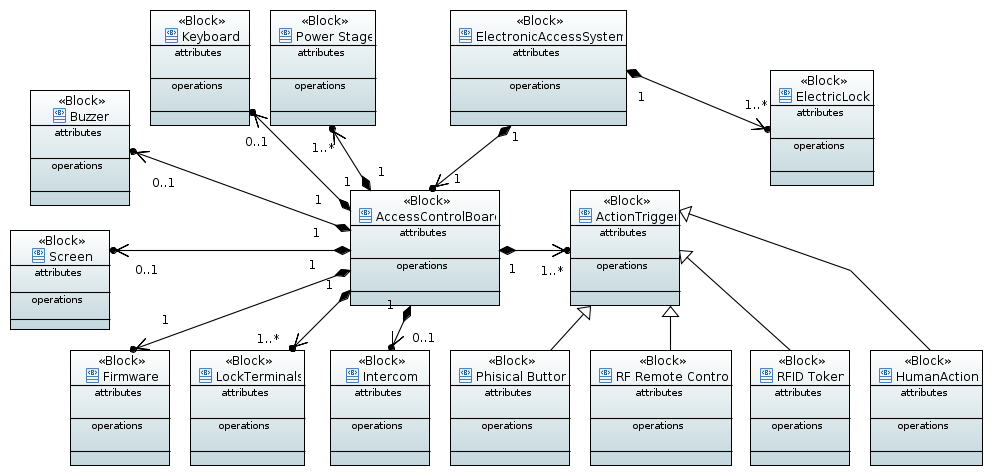 «Block»
Keyboard
attributes
operations
«Block»
Power Stage
attributes
operations
«Block»
ElectronicAccessSystem
attributes
operations
«Block»
ElectricLock
attributes
operations
«Block»
Buzzer
attributes
operations
1
1..*
0..1
1..*
1
1
0..1
1
1
1
«Block»
AccessControlBoar
attributes
operations
«Block»
ActionTrigger
attributes
operations
«Block»
Screen
attributes
operations
1
0..1
1
1
1
1..*
1
1
1..*
0..1
«Block»
Firmware
attributes
operations
«Block»
LockTerminals
attributes
operations
«Block»
Intercom
attributes
operations
«Block»
Phisical Buttor
attributes
operations
«Block»
RF Remote Contro
attributes
operations
«Block»
RFID Token
attributes
operations
«Block»
HumanAction
attributes
operations